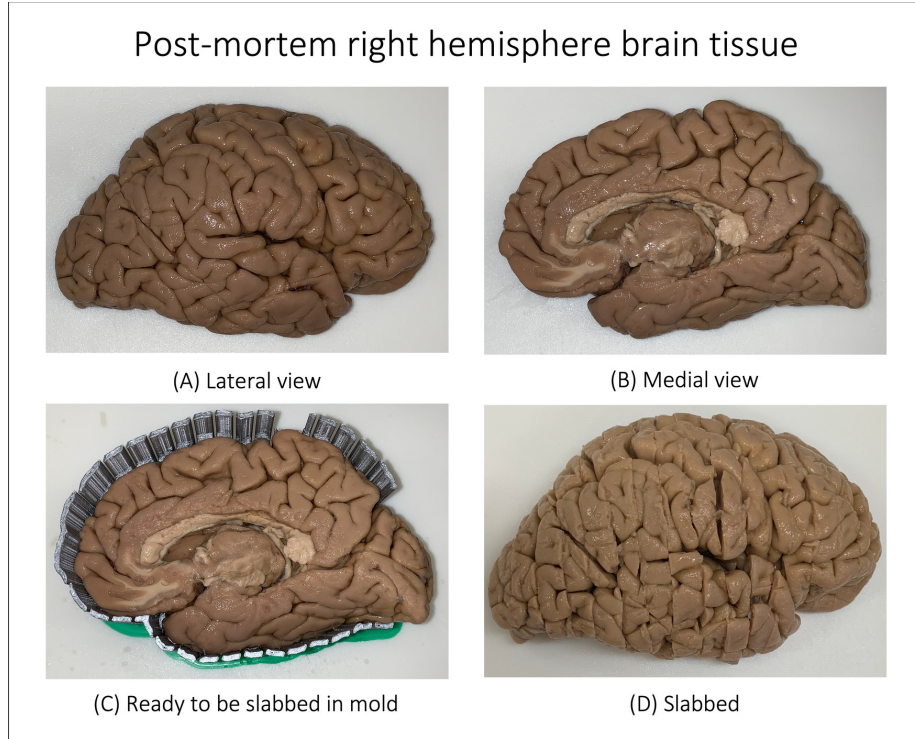 Post-mortem right hemisphere brain tissue
(A) Lateral view
(B) Medial view
(C) Ready to be slabbed in mold
(D) Slabbed